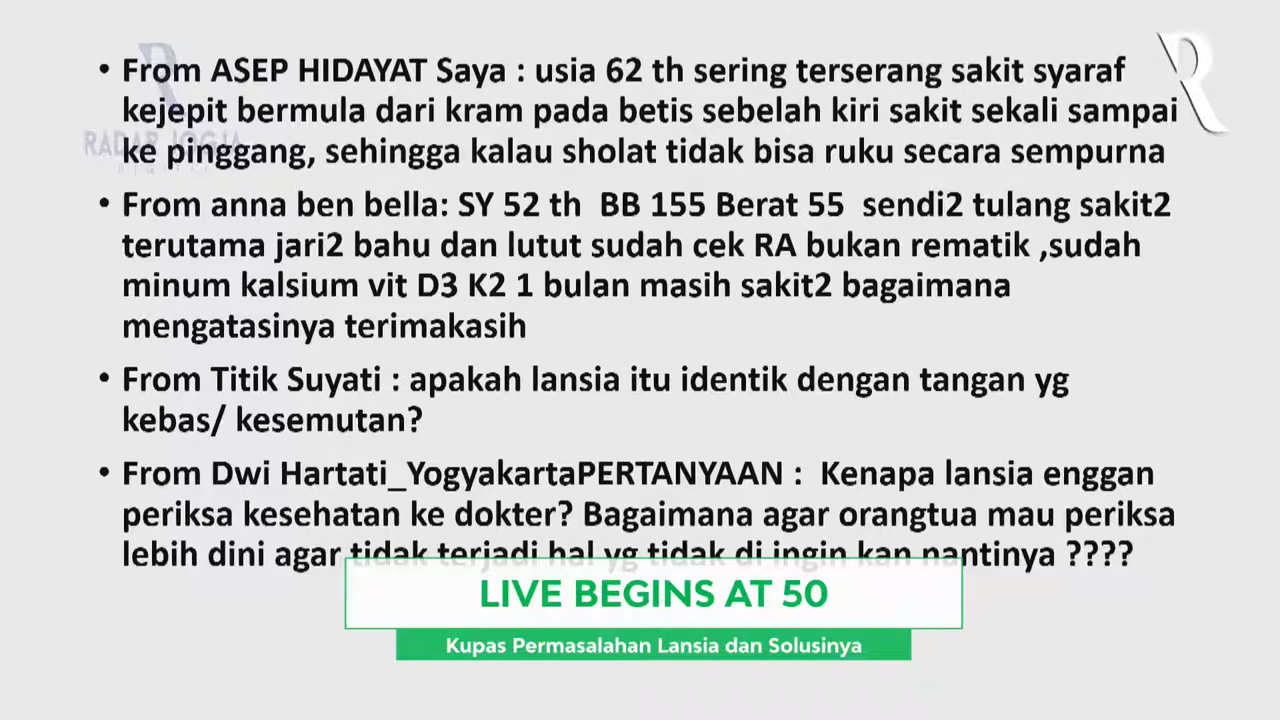 • From ASEP HIDAYAT Saya : usia 62 th sering terserang sakit syaraf
kejepit bermula dari kram pada betis sebelah kiri sakit sekali sampai
ke pinggang, sehingga kalau sholat tidak bisa ruku secara sempurna
RADAR JOGJA
• From anna ben bella: SY 52 th  BB 155 Berat 55  sendi2 tulang sakit2
terutama jari2 bahu dan lutut sudah cek RA bukan rematik ,sudah
minum kalsium vit D3 K2 1 bulan masih sakit2 bagaimana
mengatasinya terimakasih
• From Titik Suyati : apakah lansia itu identik dengan tangan yg
kebas/ kesemutan?
• From Dwi Hartati_YogyakartaPERTANYAAN :  Kenapa lansia enggan
periksa kesehatan ke dokter? Bagaimana agar orangtua mau periksa
lebih dini agar tidak terjadi hal yg tidak di ingin kan nantinya ????
LIVE BEGINS AT 50
Kupas Permasalahan Lansia dan Solusinya